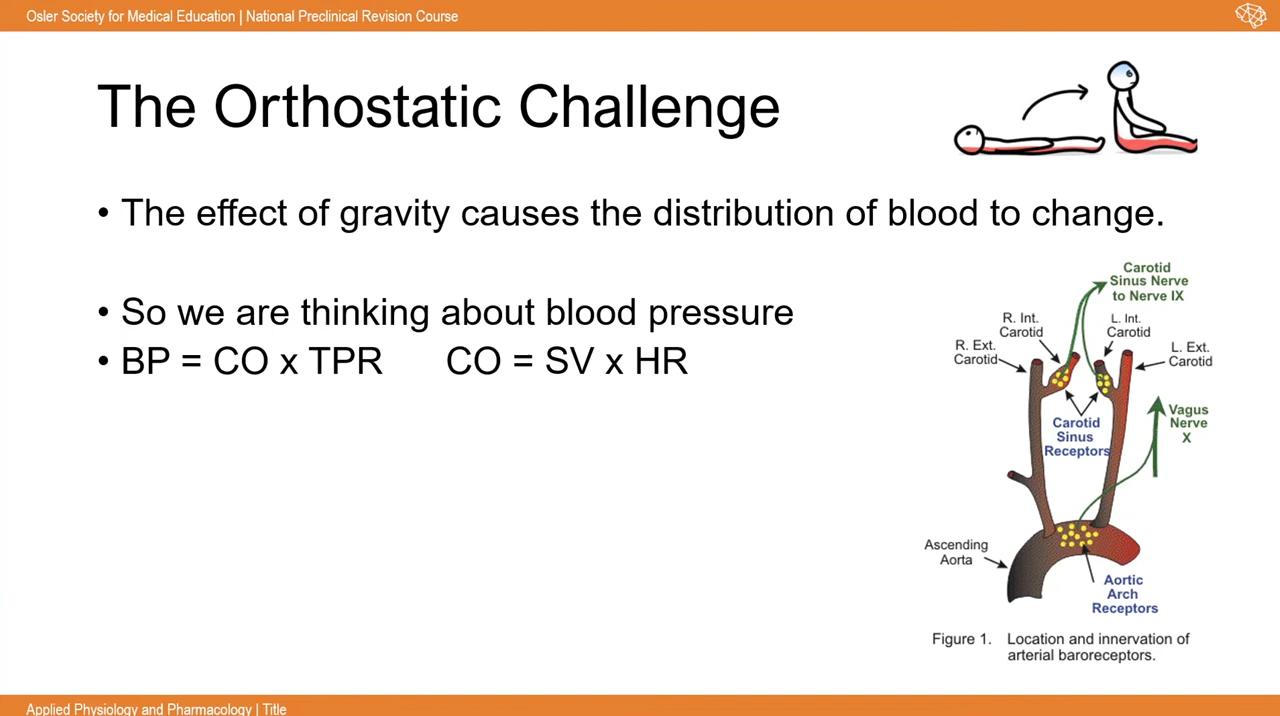 Osler Society for Medical Education | National Preclinical Revision Course
The Orthostatic Challenge
• The effect of gravity causes the distribution of blood to change.
• So we are thinking about blood pressure
• BP = CO x TPR CO = SV x HR
Carotid
Sinus Nerve
to Nerve IX
R. Int.
Carotid
L. Int.
Carotid
R. Ext.
Carotid
L. Ext.
Carotid
Vagus
Nerve
X
Carotid
Sinus
Receptors
Ascending
Aorta
Aortic
Arch
Receptors
Figure 1. Location and innervation of
arterial baroreceptors.
Applied Physiology and Pharmacology | Title